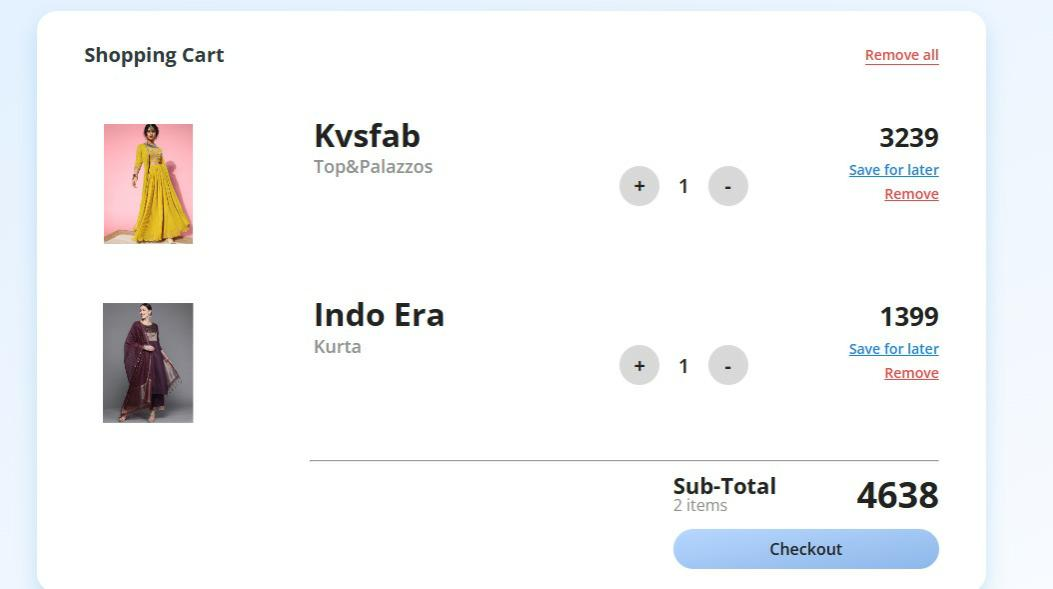 Shopping Cart
Remove all
Kvsfab
Top&Palazzos
+ 1 -
3239
Save for later
Remove
Indo Era
Kurta
+ 1 -
1399
Save for later
Remove
Sub-Total
2 items
4638
Checkout